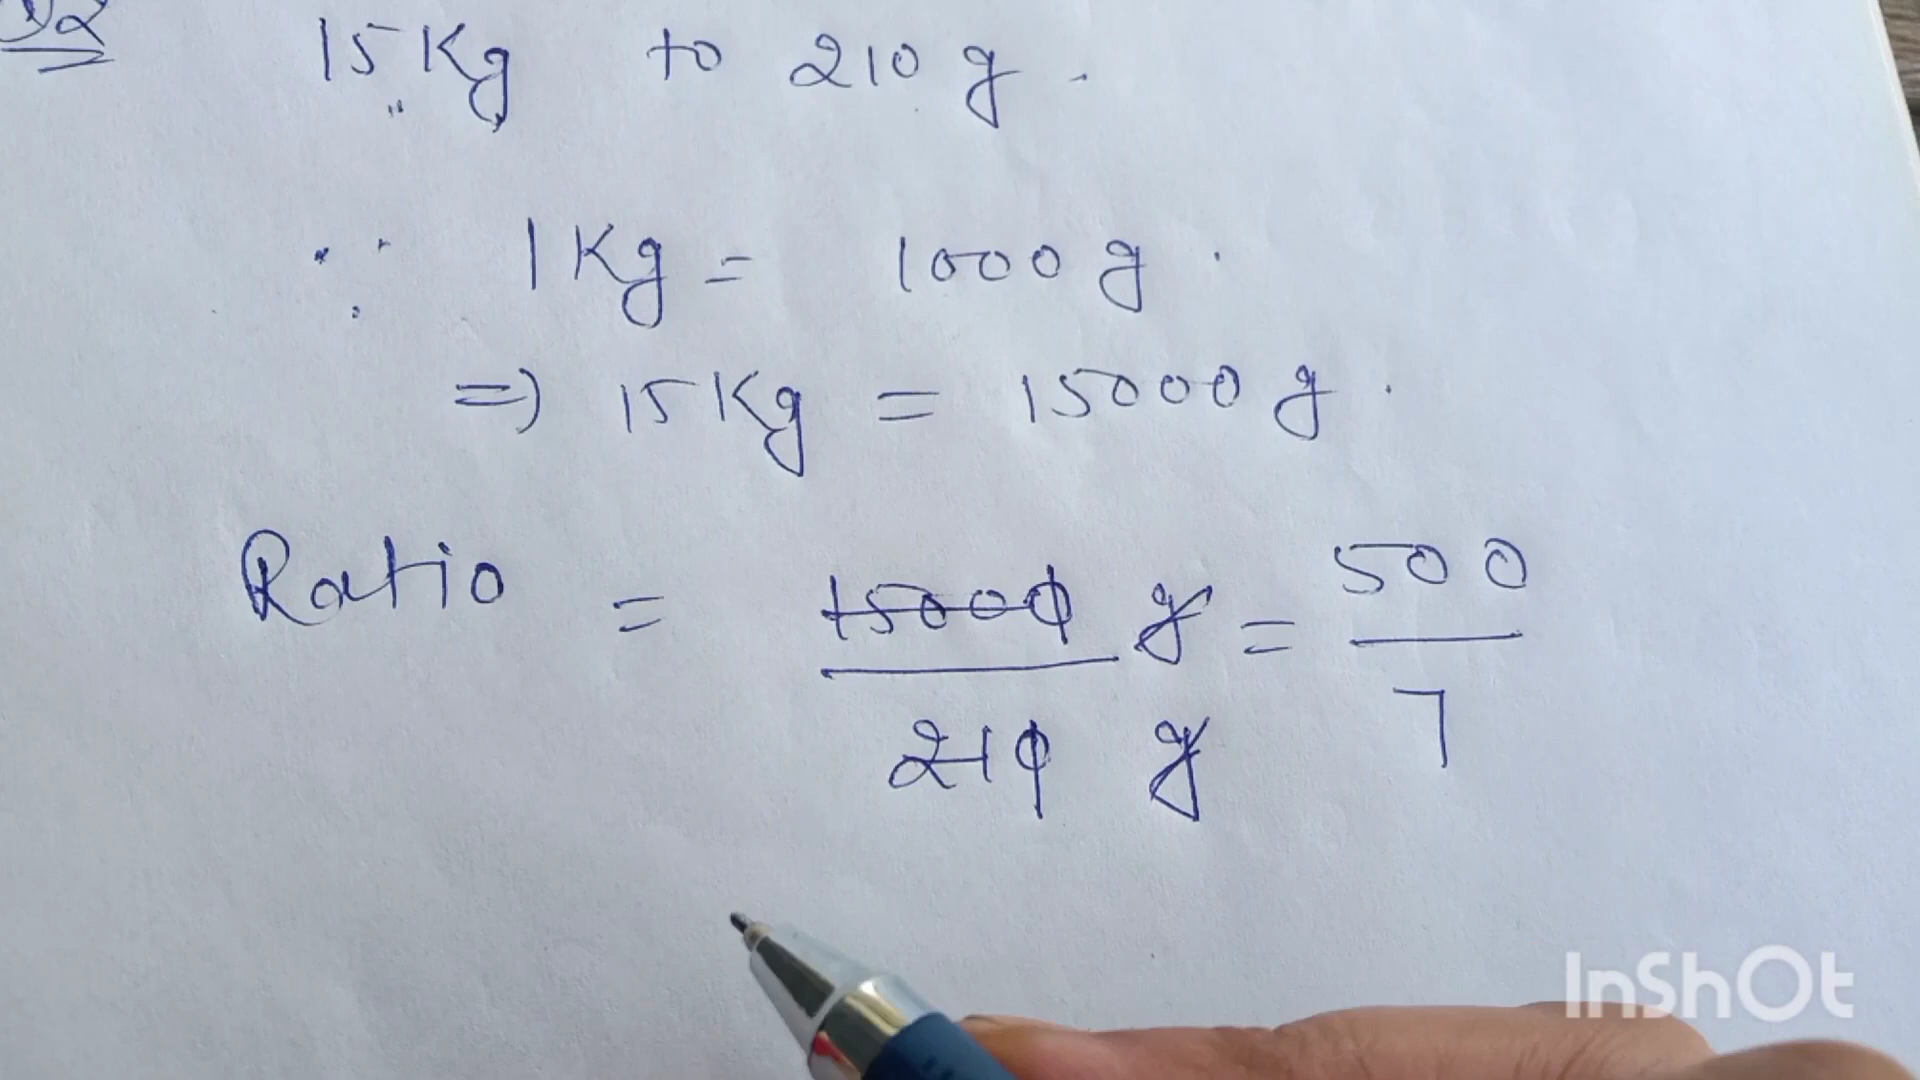 Q2 15 Kg to 210 g.
∵ 1 Kg = 1000 g.
=> 15 Kg = 15000 g.
Ratio = 15000 g / 210 g = 500 / 7
InShOt